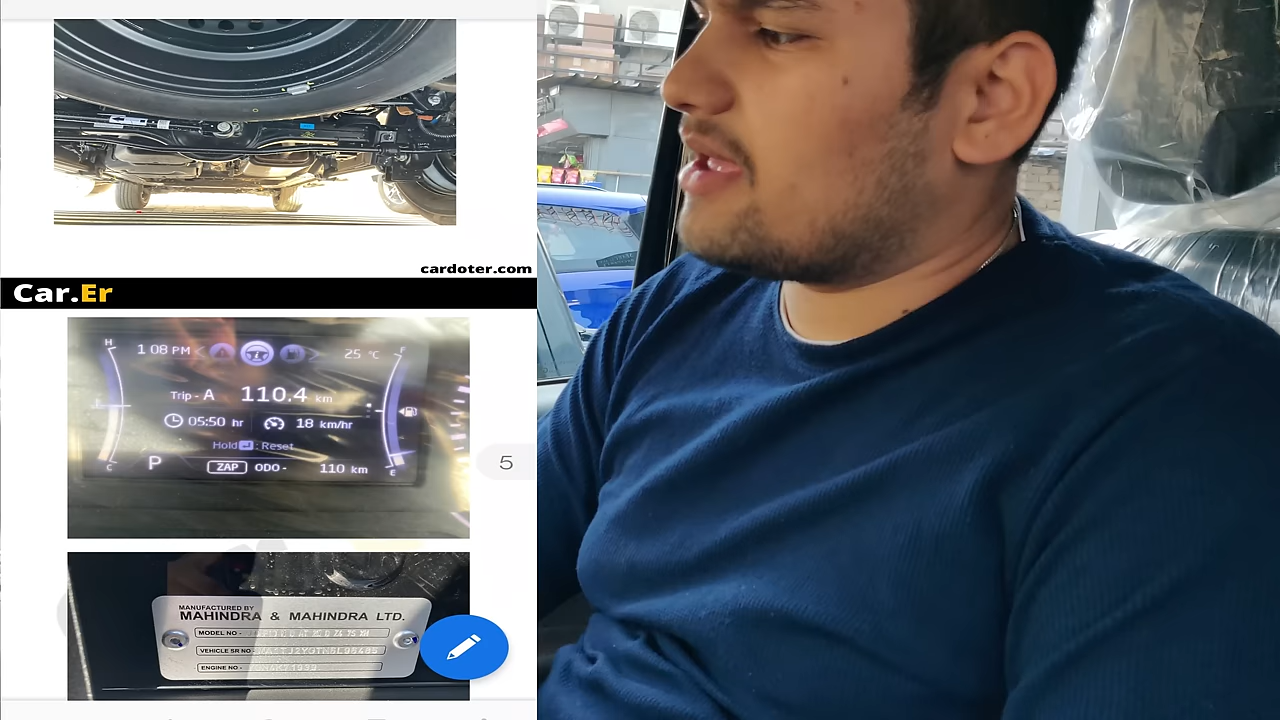 cardoter.com
Car.Er
H
1 08 PM
25 °C
F
Trip - A 110.4 km
05:50 hr
18 km/hr
Hold : Reset
C
P
ZAP
ODO - 110 km
E
5
MANUFACTURED BY
MAHINDRA & MAHINDRA LTD.
MODEL NO -
VEHICLE SR NO -
ENGINE NO -